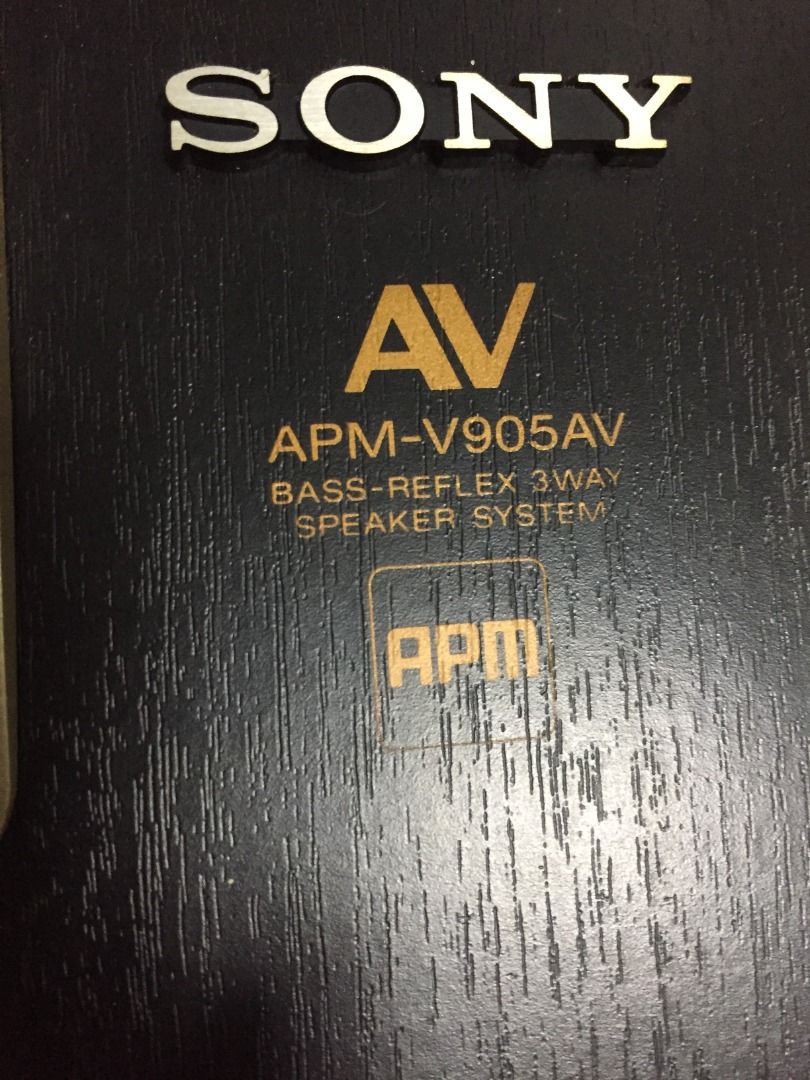 SONY
AV
APM-V905AV
BASS-REFLEX 3WAY
SPEAKER SYSTEM
APM